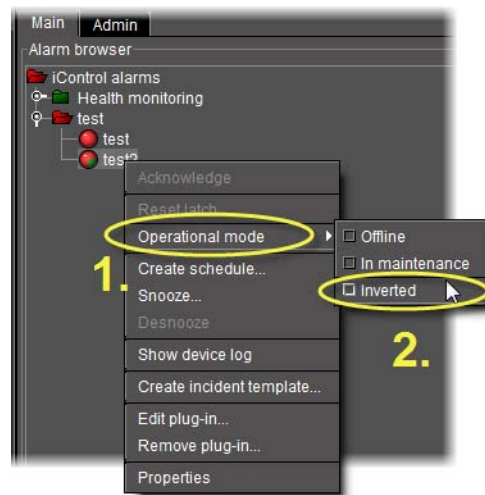 Main Admin
Alarm browser
iControl alarms
Health monitoring
test
test
test2
Acknowledge
Reset latch
Operational mode
Offline
In maintenance
Inverted
1.
2.
Create schedule...
Snooze...
Desnooze
Show device log
Create incident template...
Edit plug-in...
Remove plug-in...
Properties